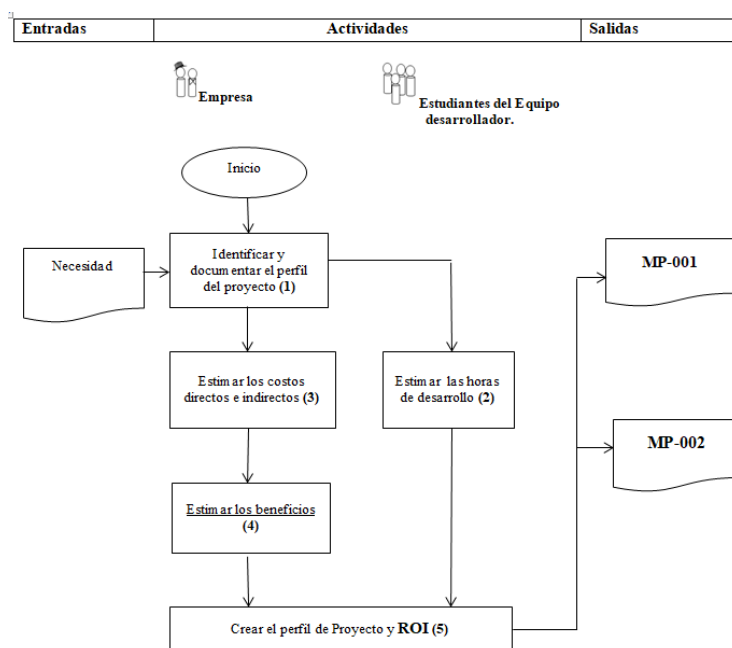 Entradas
Actividades
Salidas
Empresa
Estudiantes del Equipo
desarrollador.
Inicio
Necesidad
Identificar y
documentar el perfil
del proyecto (1)
MP-001
Estimar los costos
directos e indirectos (3)
Estimar las horas
de desarrollo (2)
MP-002
Estimar los beneficios
(4)
Crear el perfil de Proyecto y ROI (5)